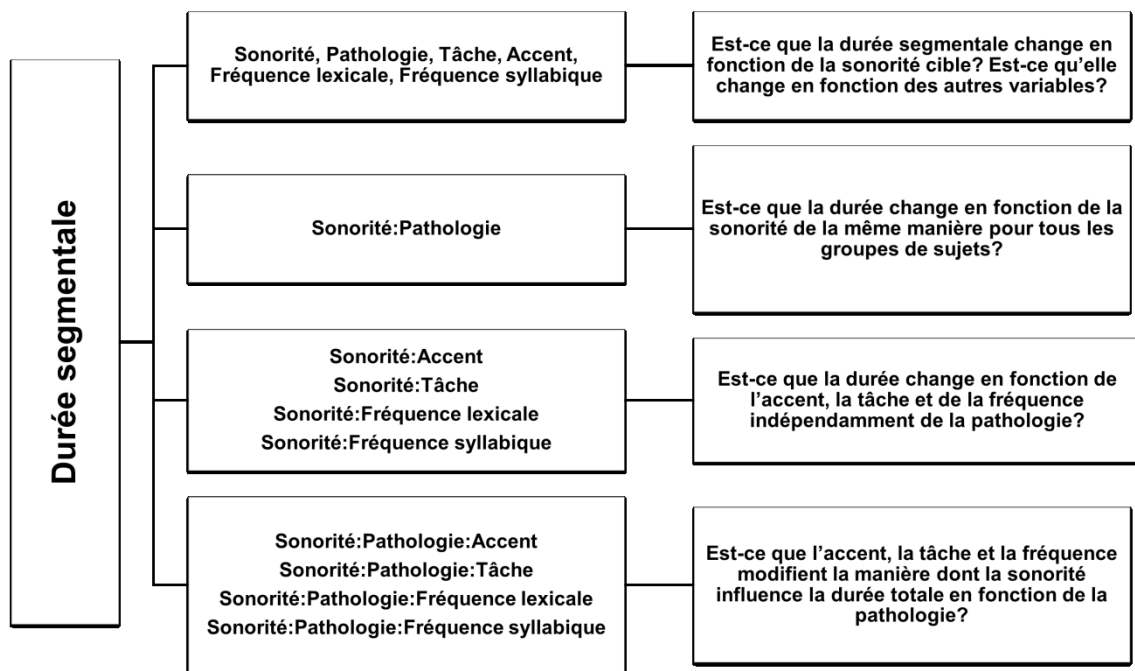 Durée segmentale
Sonorité, Pathologie, Tâche, Accent,
Fréquence lexicale, Fréquence syllabique
Est-ce que la durée segmentale change en
fonction de la sonorité cible? Est-ce qu’elle
change en fonction des autres variables?
Sonorité:Pathologie
Est-ce que la durée change en fonction de la
sonorité de la même manière pour tous les
groupes de sujets?
Sonorité:Accent
Sonorité:Tâche
Sonorité:Fréquence lexicale
Sonorité:Fréquence syllabique
Est-ce que la durée change en fonction de
l’accent, la tâche et de la fréquence
indépendamment de la pathologie?
Sonorité:Pathologie:Accent
Sonorité:Pathologie:Tâche
Sonorité:Pathologie:Fréquence lexicale
Sonorité:Pathologie:Fréquence syllabique
Est-ce que l’accent, la tâche et la fréquence
modifient la manière dont la sonorité
influence la durée totale en fonction de la
pathologie?